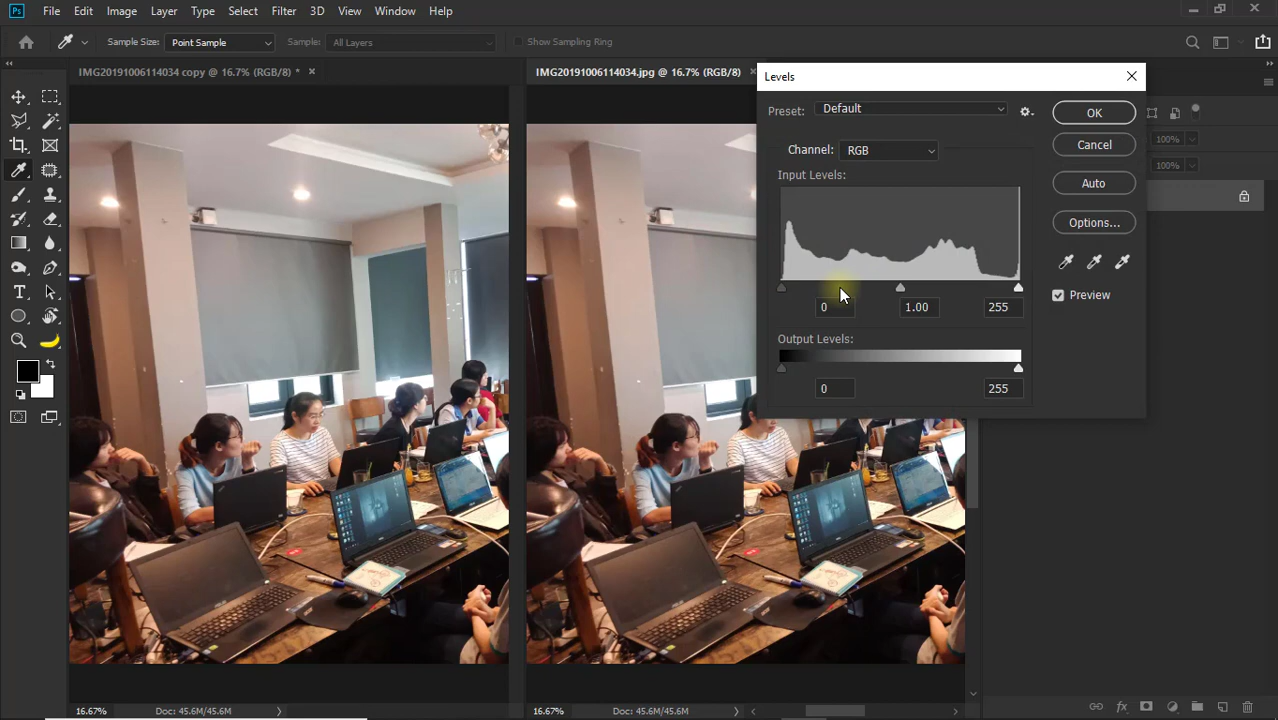 Ps File Edit Image Layer Type Select Filter 3D View Window Help
Sample Size: Point Sample Sample: All Layers Show Sampling Ring
IMG20191006114034 copy @ 16.7% (RGB/8) * ×
IMG20191006114034.jpg @ 16.7% (RGB/8) ×
Levels
Preset: Default
OK
Channel: RGB
Cancel
Input Levels:
Auto
Options...
Preview
0 1.00 255
Output Levels:
0 255
100%
100%
16.67% Doc: 45.6M/45.6M
16.67% Doc: 45.6M/45.6M
fx